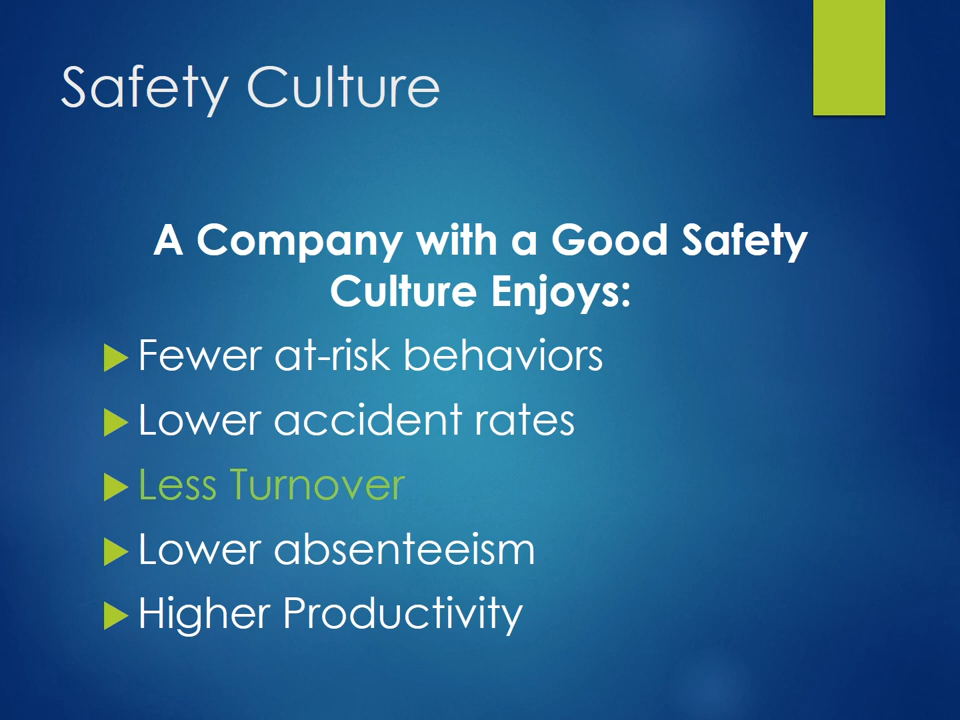 Safety Culture
A Company with a Good Safety
Culture Enjoys:
Fewer at-risk behaviors
Lower accident rates
Less Turnover
Lower absenteeism
Higher Productivity